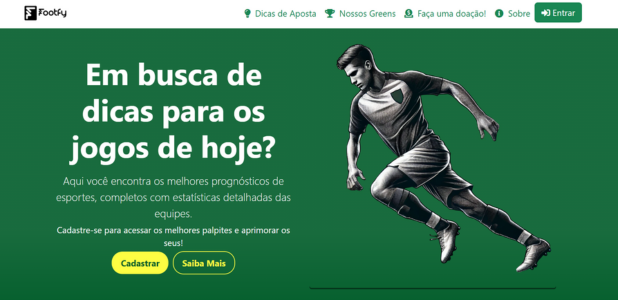 Footfy
Dicas de Aposta
Nossos Greens
Faça uma doação!
Sobre
Entrar
Em busca de
dicas para os
jogos de hoje?
Aqui você encontra os melhores prognósticos de
esportes, completos com estatísticas detalhadas das
equipes.
Cadastre-se para acessar os melhores palpites e aprimorar os
seus!
Cadastrar
Saiba Mais